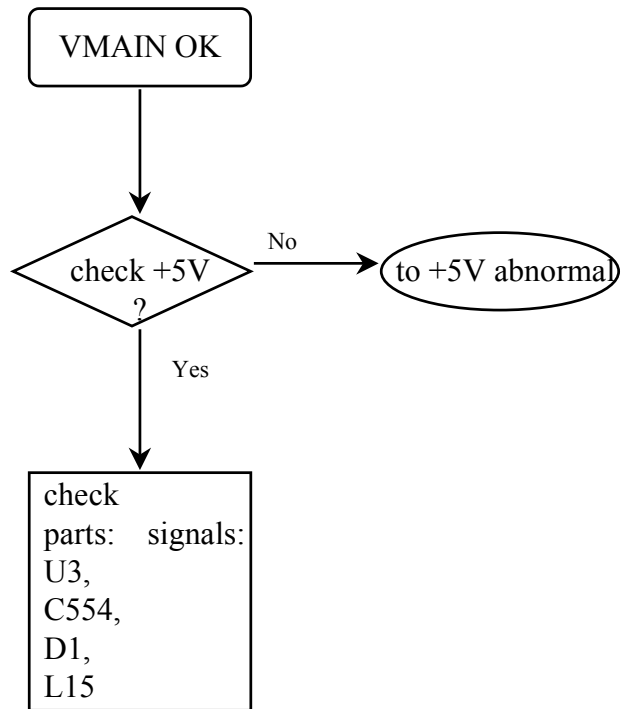 VMAIN OK
check +5V
?
No
to +5V abnormal
Yes
check
parts: signals:
U3,
C554,
D1,
L15